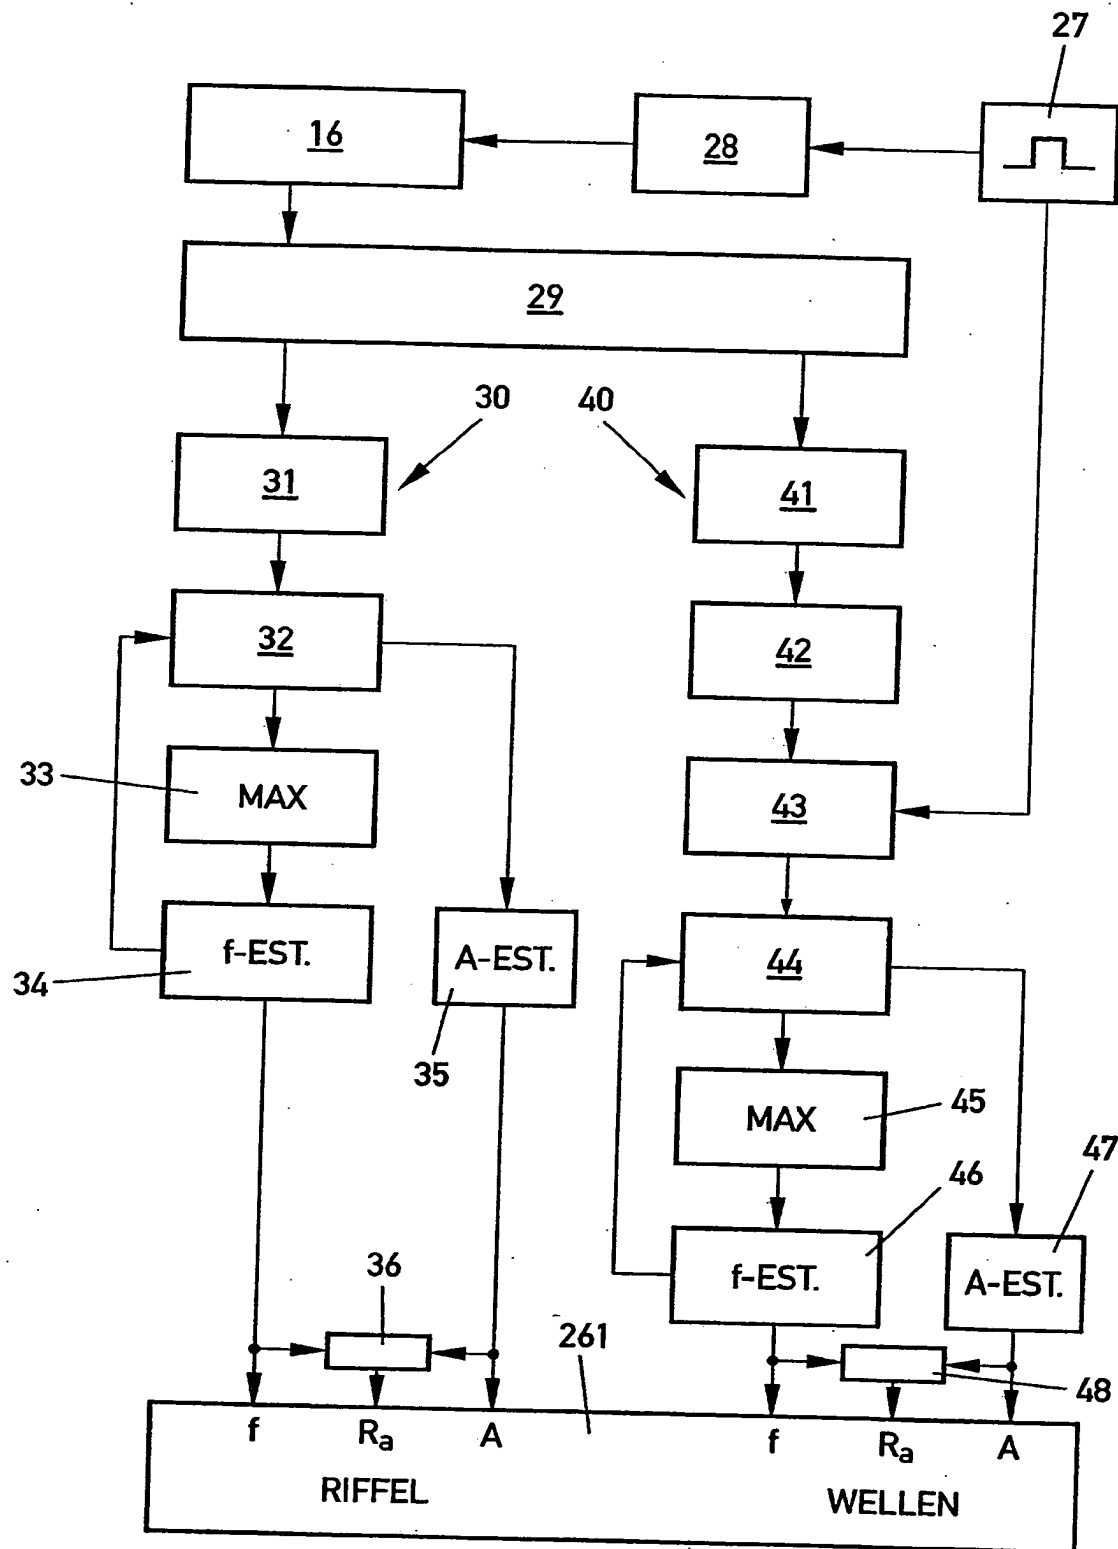 27
16
28
29
30
40
31
41
32
42
33
MAX
43
f-EST.
A-EST.
34
44
35
MAX
45
47
46
36
f-EST.
A-EST.
261
48
f
Ra
A
f
Ra
A
RIFFEL
WELLEN